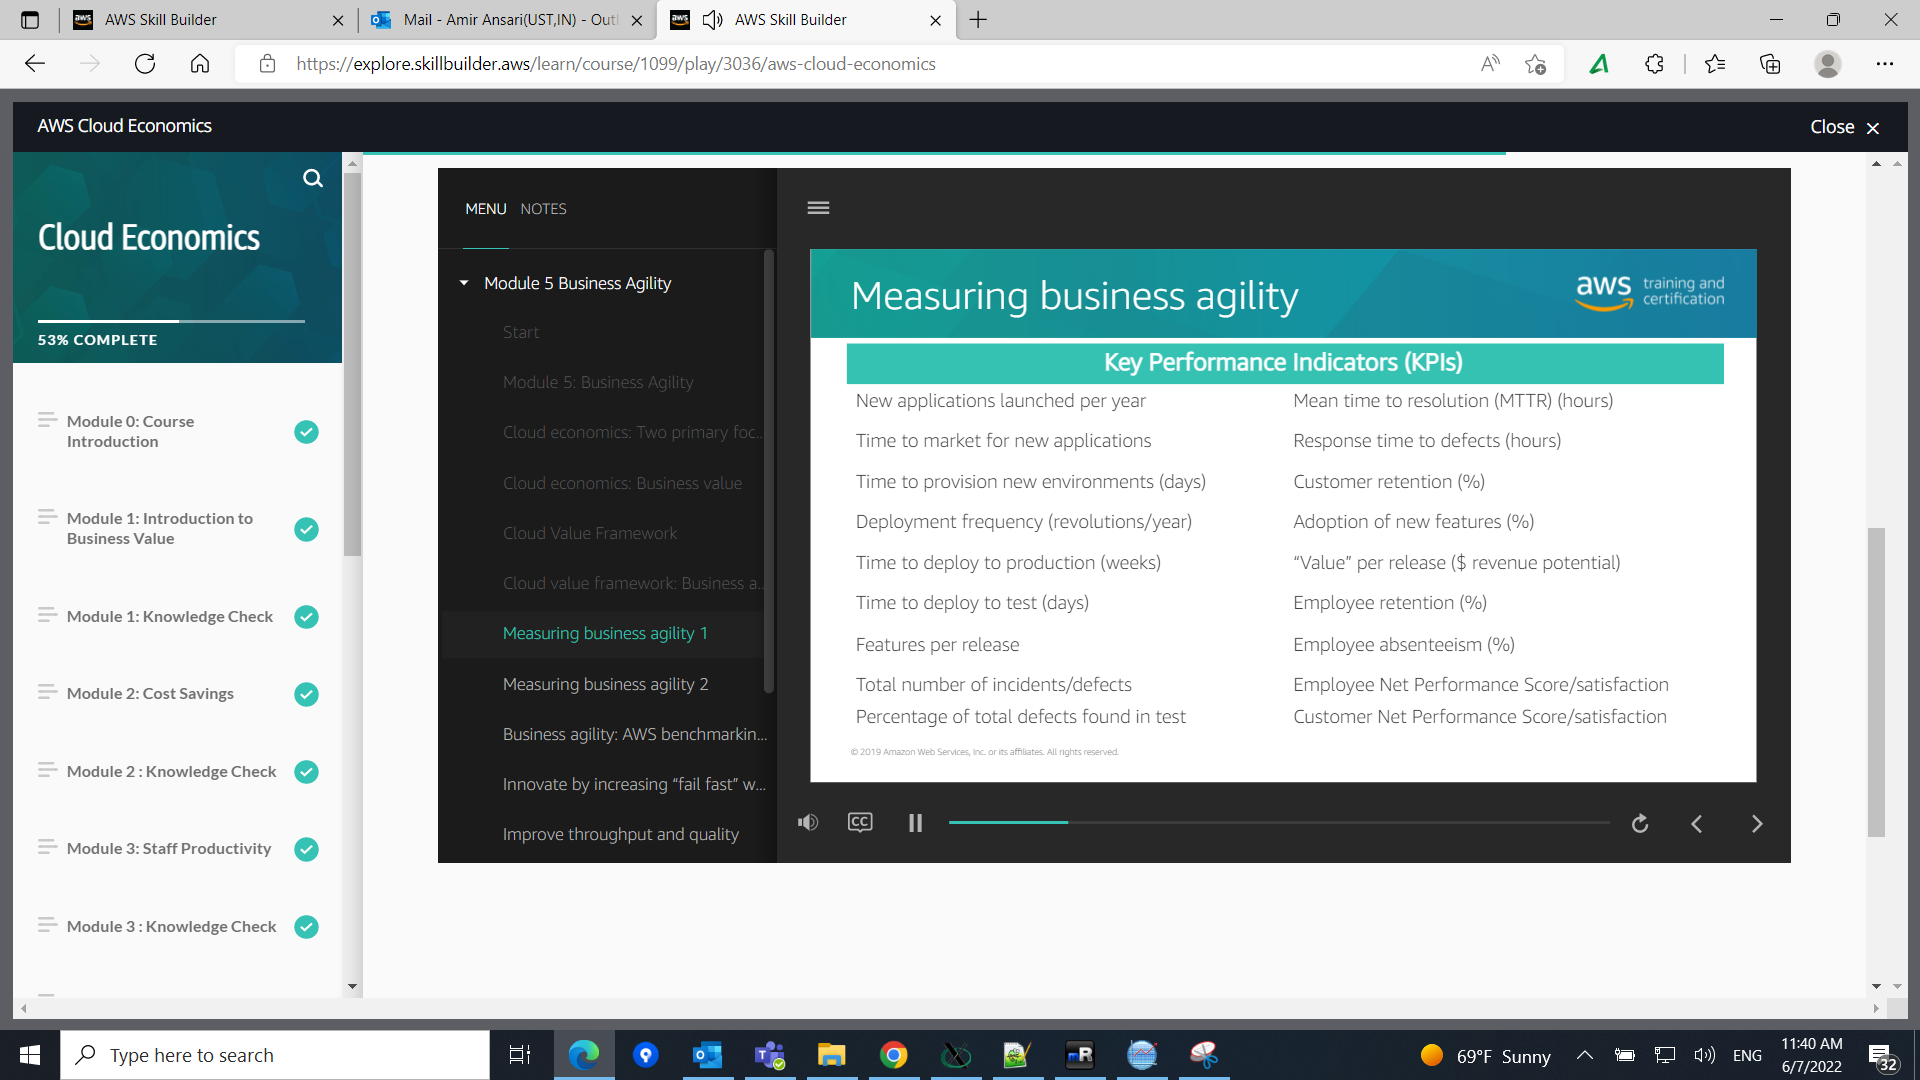 AWS Skill Builder
Mail - Amir Ansari(UST,IN) - Outl
AWS Skill Builder
https://explore.skillbuilder.aws/learn/course/1099/play/3036/aws-cloud-economics
AWS Cloud Economics
Close
Cloud Economics
53% COMPLETE
Module 0: Course
Introduction
Module 1: Introduction to
Business Value
Module 1: Knowledge Check
Module 2: Cost Savings
Module 2 : Knowledge Check
Module 3: Staff Productivity
Module 3 : Knowledge Check
MENU NOTES
Module 5 Business Agility
Start
Module 5: Business Agility
Cloud economics: Two primary foc...
Cloud economics: Business value
Cloud Value Framework
Cloud value framework: Business a...
Measuring business agility 1
Measuring business agility 2
Business agility: AWS benchmarkin...
Innovate by increasing “fail fast” w...
Improve throughput and quality
Measuring business agility
aws training and
certification
Key Performance Indicators (KPIs)
New applications launched per year
Time to market for new applications
Time to provision new environments (days)
Deployment frequency (revolutions/year)
Time to deploy to production (weeks)
Time to deploy to test (days)
Features per release
Total number of incidents/defects
Percentage of total defects found in test
Mean time to resolution (MTTR) (hours)
Response time to defects (hours)
Customer retention (%)
Adoption of new features (%)
“Value” per release ($ revenue potential)
Employee retention (%)
Employee absenteeism (%)
Employee Net Performance Score/satisfaction
Customer Net Performance Score/satisfaction
© 2019 Amazon Web Services, Inc. or its affiliates. All rights reserved.
CC
Type here to search
69°F Sunny
ENG
11:40 AM
6/7/2022
32